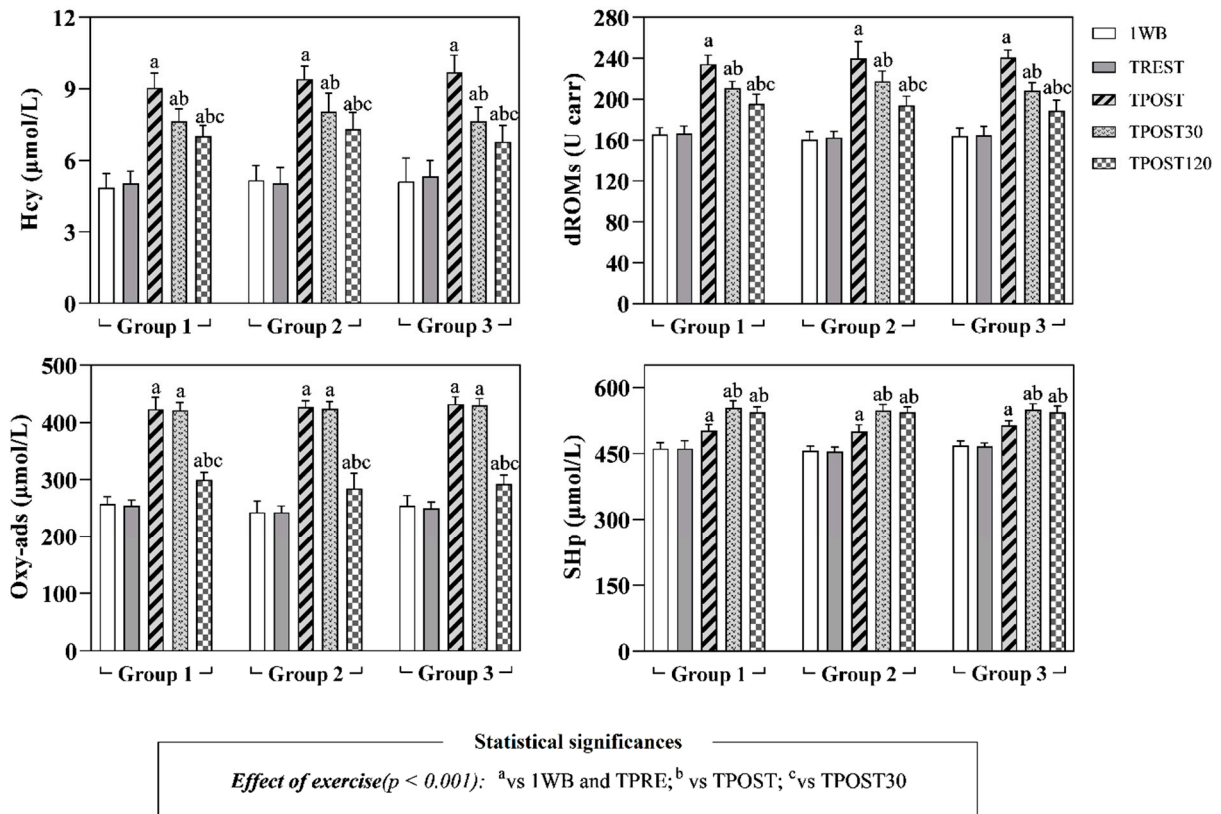 12
9
6
3
0
Hcy (µmol/L)
a
ab
abc
a
ab
abc
a
ab
abc
Group 1
Group 2
Group 3
280
240
200
160
120
80
40
0
dROMs (U carr)
a
ab
abc
a
ab
abc
a
ab
abc
Group 1
Group 2
Group 3
1WB
TREST
TPOST
TPOST30
TPOST120
500
400
300
200
100
0
Oxy-ads (µmol/L)
a
a
abc
a
a
abc
a
a
abc
Group 1
Group 2
Group 3
600
450
300
150
0
SHp (µmol/L)
a
ab
ab
a
ab
ab
a
ab
ab
Group 1
Group 2
Group 3
Statistical significances
Effect of exercise(p < 0.001): ᵃvs 1WB and TPRE; ᵇ vs TPOST; ᶜvs TPOST30